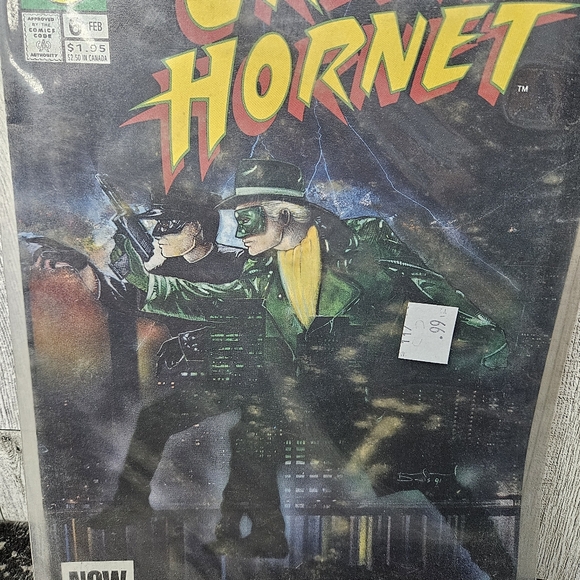 APPROVED
BY THE
COMICS
CODE
AUTHORITY
6 FEB
$1.95
$2.50 IN CANADA
HORNET
TM
.99
NOW